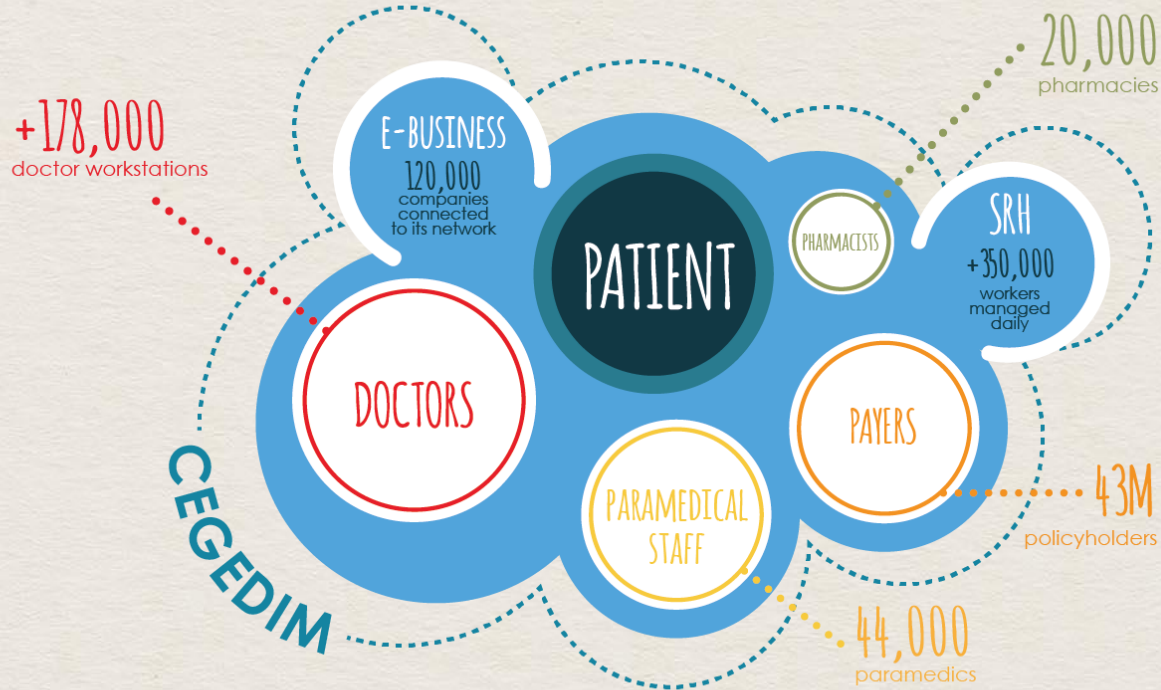 20,000
pharmacies
+178,000
doctor workstations
E-BUSINESS
120,000
companies
connected
to its network
PATIENT
PHARMACISTS
SRH
+350,000
workers
managed
daily
DOCTORS
PAYERS
PARAMEDICAL
STAFF
43M
policyholders
CEGEDIM
44,000
paramedics